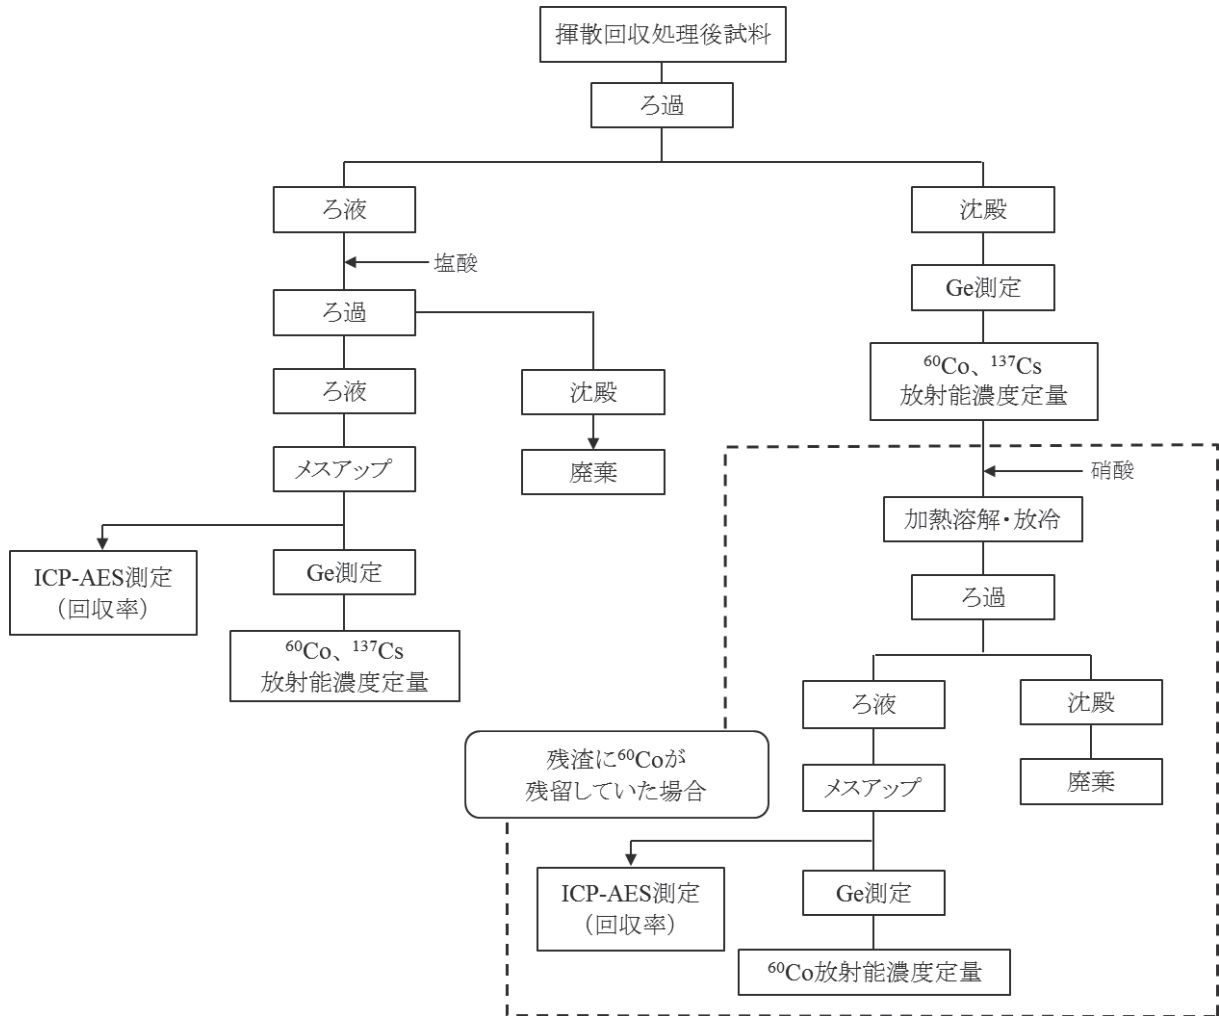 揮散回収処理後試料
ろ過
ろ液
沈殿
塩酸
Ge測定
ろ過
⁶⁰Co、¹³⁷Cs
放射能濃度定量
ろ液
沈殿
メスアップ
廃棄
硝酸
加熱溶解・放冷
ICP-AES測定
（回収率）
Ge測定
ろ過
⁶⁰Co、¹³⁷Cs
放射能濃度定量
ろ液
沈殿
残渣に⁶⁰Coが
残留していた場合
メスアップ
廃棄
ICP-AES測定
（回収率）
Ge測定
⁶⁰Co放射能濃度定量